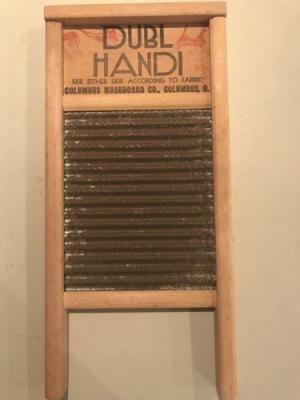 DUBL
HANDI
USE EITHER SIDE ACCORDING TO FABRIC
COLUMBUS WASHBOARD CO., COLUMBUS, O.